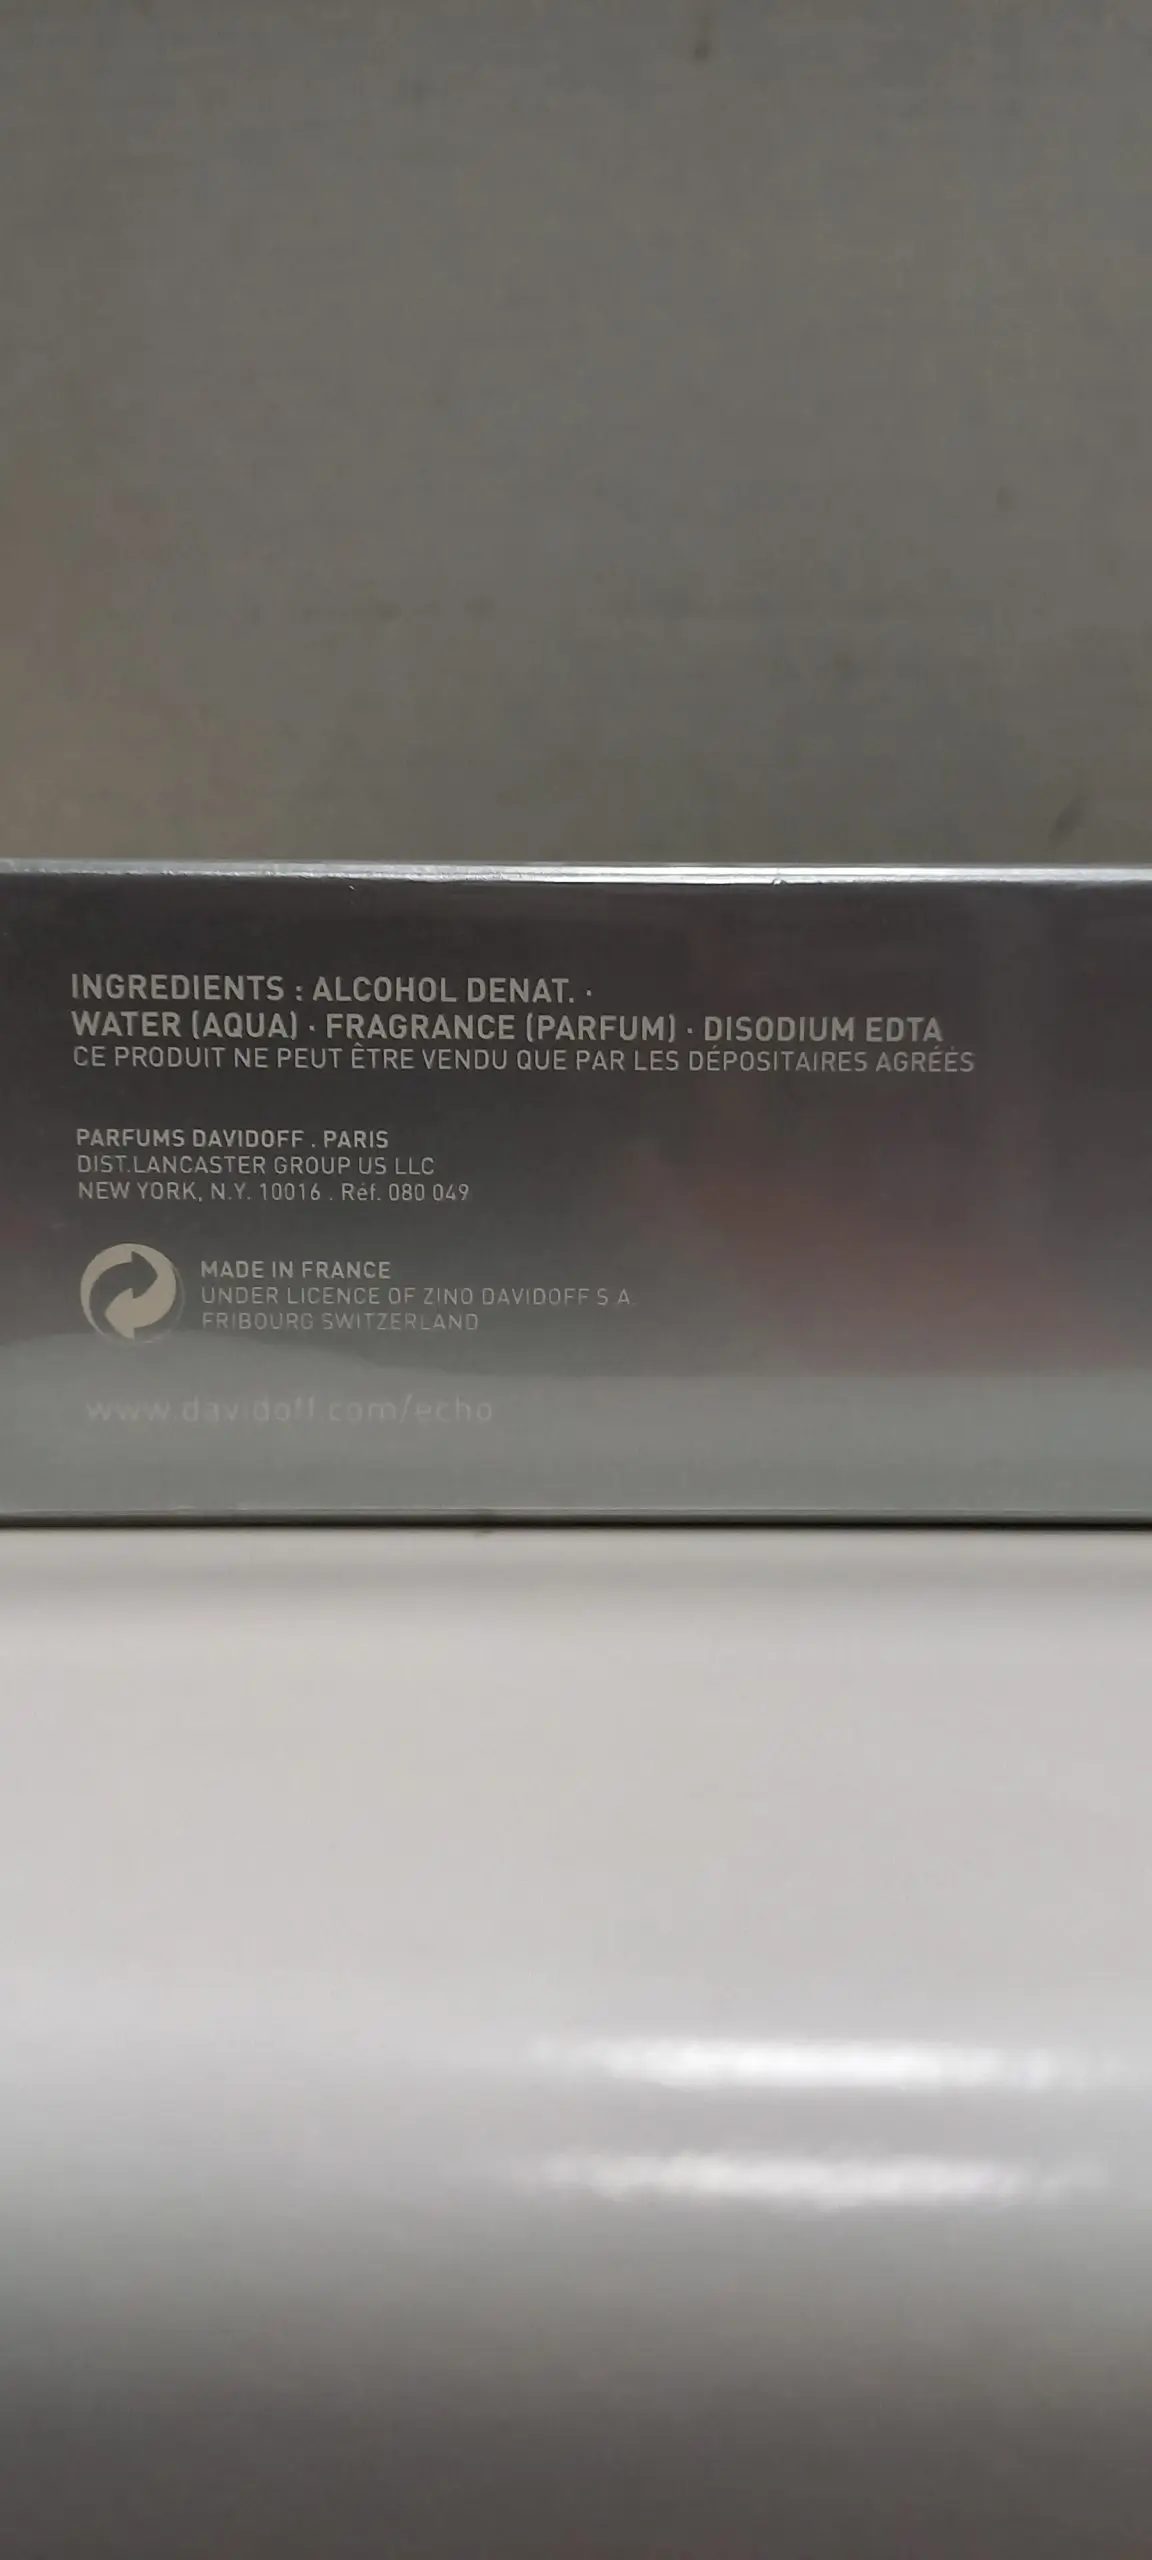 INGREDIENTS : ALCOHOL DENAT. ·
WATER (AQUA) · FRAGRANCE (PARFUM) · DISODIUM EDTA
CE PRODUIT NE PEUT ÊTRE VENDU QUE PAR LES DÉPOSITAIRES AGRÉÉS
PARFUMS DAVIDOFF . PARIS
DIST.LANCASTER GROUP US LLC
NEW YORK, N.Y. 10016 . Réf. 080 049
MADE IN FRANCE
UNDER LICENCE OF ZINO DAVIDOFF S.A.
FRIBOURG SWITZERLAND
www.davidoff.com/echo